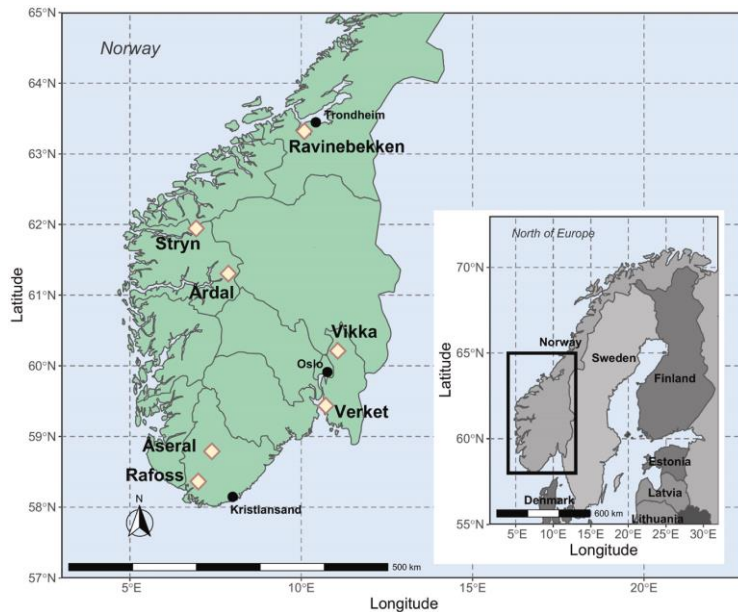 65°N
Norway
64°N
Trondheim
Ravinebekken
63°N
62°N
Stryn
61°N
Ardal
Vikka
60°N
Oslo
Verket
59°N
Aseral
Rafoss
58°N
Kristiansand
N
57°N
500 km
5°E
10°E
15°E
20°E
Longitude
Latitude
North of Europe
70°N
Norway
65°N
Sweden
Finland
60°N
Estonia
Latvia
Denmark
600 km
Lithuania
55°N
5°E
10°E
15°E
20°E
25°E
30°E
Longitude
Latitude